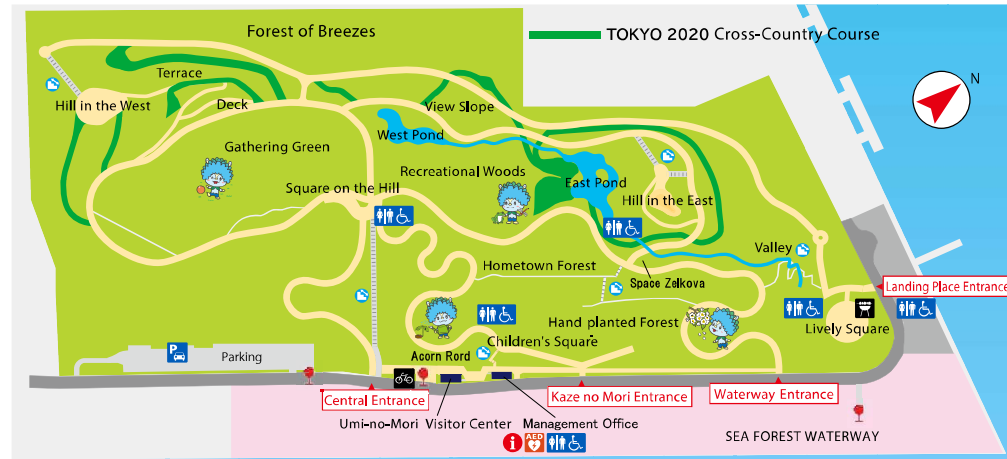 Forest of Breezes
TOKYO 2020 Cross-Country Course
N
Terrace
Hill in the West
Deck
View Slope
West Pond
Gathering Green
Recreational Woods
East Pond
Square on the Hill
Hill in the East
Valley
Hometown Forest
Space Zelkova
Landing Place Entrance
Hand planted Forest
Lively Square
Children's Square
Acorn Rord
P
Parking
Central Entrance
Kaze no Mori Entrance
Waterway Entrance
Umi-no-Mori Visitor Center
Management Office
i
AED
SEA FOREST WATERWAY